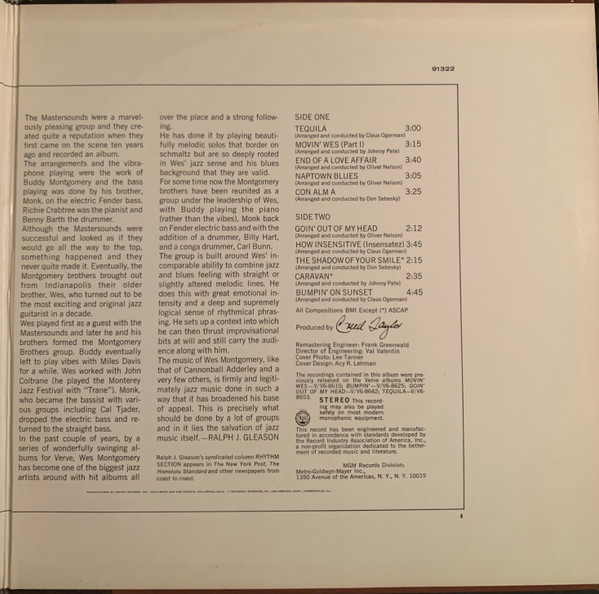 91322
The Mastersounds were a marvel-
ously pleasing group and they cre-
ated quite a reputation when they
first came on the scene ten years
ago and recorded an album.
The arrangements and the vibra-
phone playing were the work of
Buddy Montgomery and the bass
playing was done by his brother,
Monk, on the electric Fender bass.
Richie Crabtree was the pianist and
Benny Barth the drummer.
Although the Mastersounds were
successful and looked as if they
would go all the way to the top,
something happened and they
never quite made it. Eventually, the
Montgomery brothers brought out
from Indianapolis their older
brother, Wes, who turned out to be
the most exciting and original jazz
guitarist in a decade.
Wes played first as a guest with the
Mastersounds and later he and his
brothers formed the Montgomery
Brothers group. Buddy eventually
left to play vibes with Miles Davis
for a while. Wes worked with John
Coltrane (he played the Monterey
Jazz Festival with "Trane"). Monk,
who became the bassist with vari-
ous groups including Cal Tjader,
dropped the electric bass and re-
turned to the straight bass.
In the past couple of years, by a
series of wonderfully swinging al-
bums for Verve, Wes Montgomery
has become one of the biggest jazz
artists around with hit albums all
over the place and a strong follow-
ing.
He has done it by playing beauti-
fully melodic solos that border on
schmaltz but are so deeply rooted
in Wes' jazz sense and his blues
background that they are valid.
For some time now the Montgomery
brothers have been reunited as a
group under the leadership of Wes,
with Buddy playing the piano
(rather than the vibes), Monk back
on Fender electric bass and with the
addition of a drummer, Billy Hart,
and a conga drummer, Carl Bunn.
The group is built around Wes' in-
comparable ability to combine jazz
and blues feeling with straight or
slightly altered melodic lines. He
does this with great emotional in-
tensity and a deep and supremely
logical sense of rhythmical phras-
ing. He sets up a context into which
he can then thrust improvisational
bits at will and still carry the audi-
ence along with him.
The music of Wes Montgomery, like
that of Cannonball Adderley and a
very few others, is firmly and legiti-
mately jazz music done in such a
way that it has broadened his base
of appeal. This is precisely what
should be done by a lot of groups
and in it lies the salvation of jazz
music itself.—RALPH J. GLEASON
Ralph J. Gleason's syndicated column RHYTHM
SECTION appears in The New York Post, The
Honolulu Standard and other newspapers from
coast to coast.
SIDE ONE
TEQUILA 3:00
(Arranged and conducted by Claus Ogerman)
MOVIN' WES (Part I) 3:15
(Arranged and conducted by Johnny Pate)
END OF A LOVE AFFAIR 3:40
(Arranged and conducted by Oliver Nelson)
NAPTOWN BLUES 3:05
(Arranged and conducted by Oliver Nelson)
CON ALM A 3:25
(Arranged and conducted by Don Sebesky)
SIDE TWO
GOIN' OUT OF MY HEAD 2:12
(Arranged and conducted by Oliver Nelson)
HOW INSENSITIVE (Insensatez) 3:45
(Arranged and conducted by Claus Ogerman)
THE SHADOW OF YOUR SMILE* 2:15
(Arranged and conducted by Don Sebesky)
CARAVAN* 2:35
(Arranged and conducted by Johnny Pate)
BUMPIN' ON SUNSET 4:45
(Arranged and conducted by Claus Ogerman)
All Compositions BMI Except (*) ASCAP
Produced by Creed Taylor
Remastering Engineer: Frank Greenwald
Director of Engineering: Val Valentin
Cover Photo: Lee Tanner
Cover Design: Acy R. Lehman
The recordings contained in this album were pre-
viously released on the Verve albums MOVIN'
WES—V/V6-8610, BUMPIN'—V/V6-8625, GOIN'
OUT OF MY HEAD—V/V6-8642; TEQUILA—V/V6-
8653.
STEREO This record-
ing may also be played
safely on most modern
monophonic equipment.
This record has been engineered and manufac-
tured in accordance with standards developed by
the Record Industry Association of America, Inc.,
a non-profit organization dedicated to the better-
ment of recorded music and literature.
MGM Records Division,
Metro-Goldwyn-Mayer Inc.,
1350 Avenue of the Americas, N. Y., N. Y. 10019